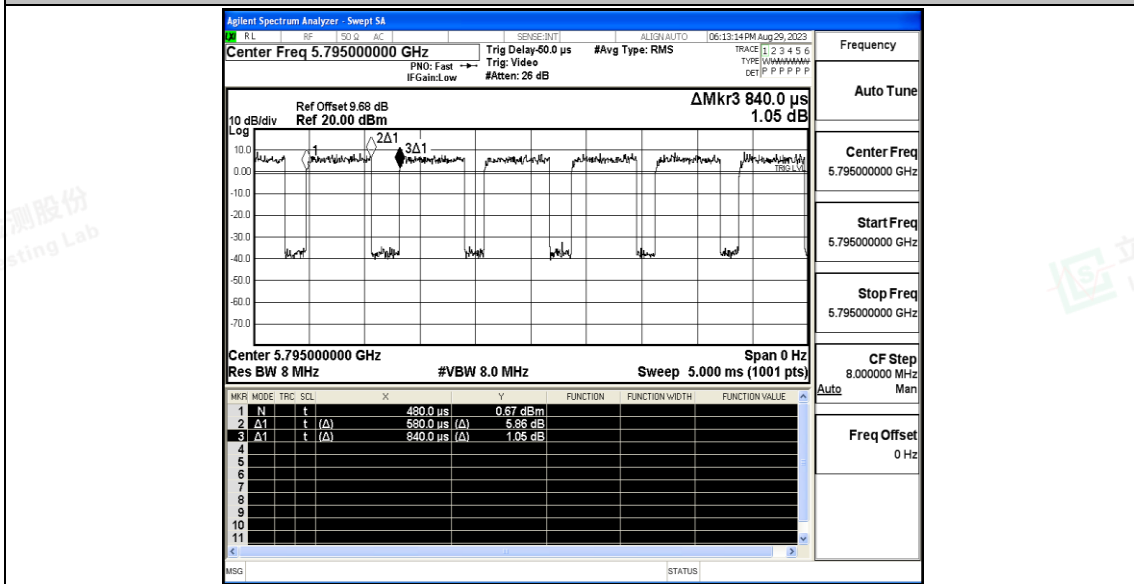 Agilent Spectrum Analyzer - Swept SA
RL RF 50 Ω AC SENSE:INT ALIGN AUTO 06:13:14 PM Aug 29, 2023
Center Freq 5.795000000 GHz
PNO: Fast
IFGain:Low
Trig Delay-50.0 µs
Trig: Video
#Atten: 26 dB
#Avg Type: RMS
TRACE 1 2 3 4 5 6
TYPE
DET P P P P P P
Frequency
Auto Tune
Center Freq
5.795000000 GHz
Start Freq
5.795000000 GHz
Stop Freq
5.795000000 GHz
CF Step
8.000000 MHz
Auto Man
Freq Offset
0 Hz
ΔMkr3 840.0 µs
1.05 dB
Ref Offset 9.68 dB
10 dB/div Ref 20.00 dBm
Log
10.0
0.00
-10.0
-20.0
-30.0
-40.0
-50.0
-60.0
-70.0
1
2Δ1
3Δ1
TRIG LVL
Center 5.795000000 GHz Span 0 Hz
Res BW 8 MHz #VBW 8.0 MHz Sweep 5.000 ms (1001 pts)
MKR MODE TRC SCL X Y FUNCTION FUNCTION WIDTH FUNCTION VALUE
1 N t 480.0 µs 0.67 dBm
2 Δ1 t (Δ) 580.0 µs (Δ) 5.86 dB
3 Δ1 t (Δ) 840.0 µs (Δ) 1.05 dB
4
5
6
7
8
9
10
11
MSG STATUS
测股份
sting Lab
立